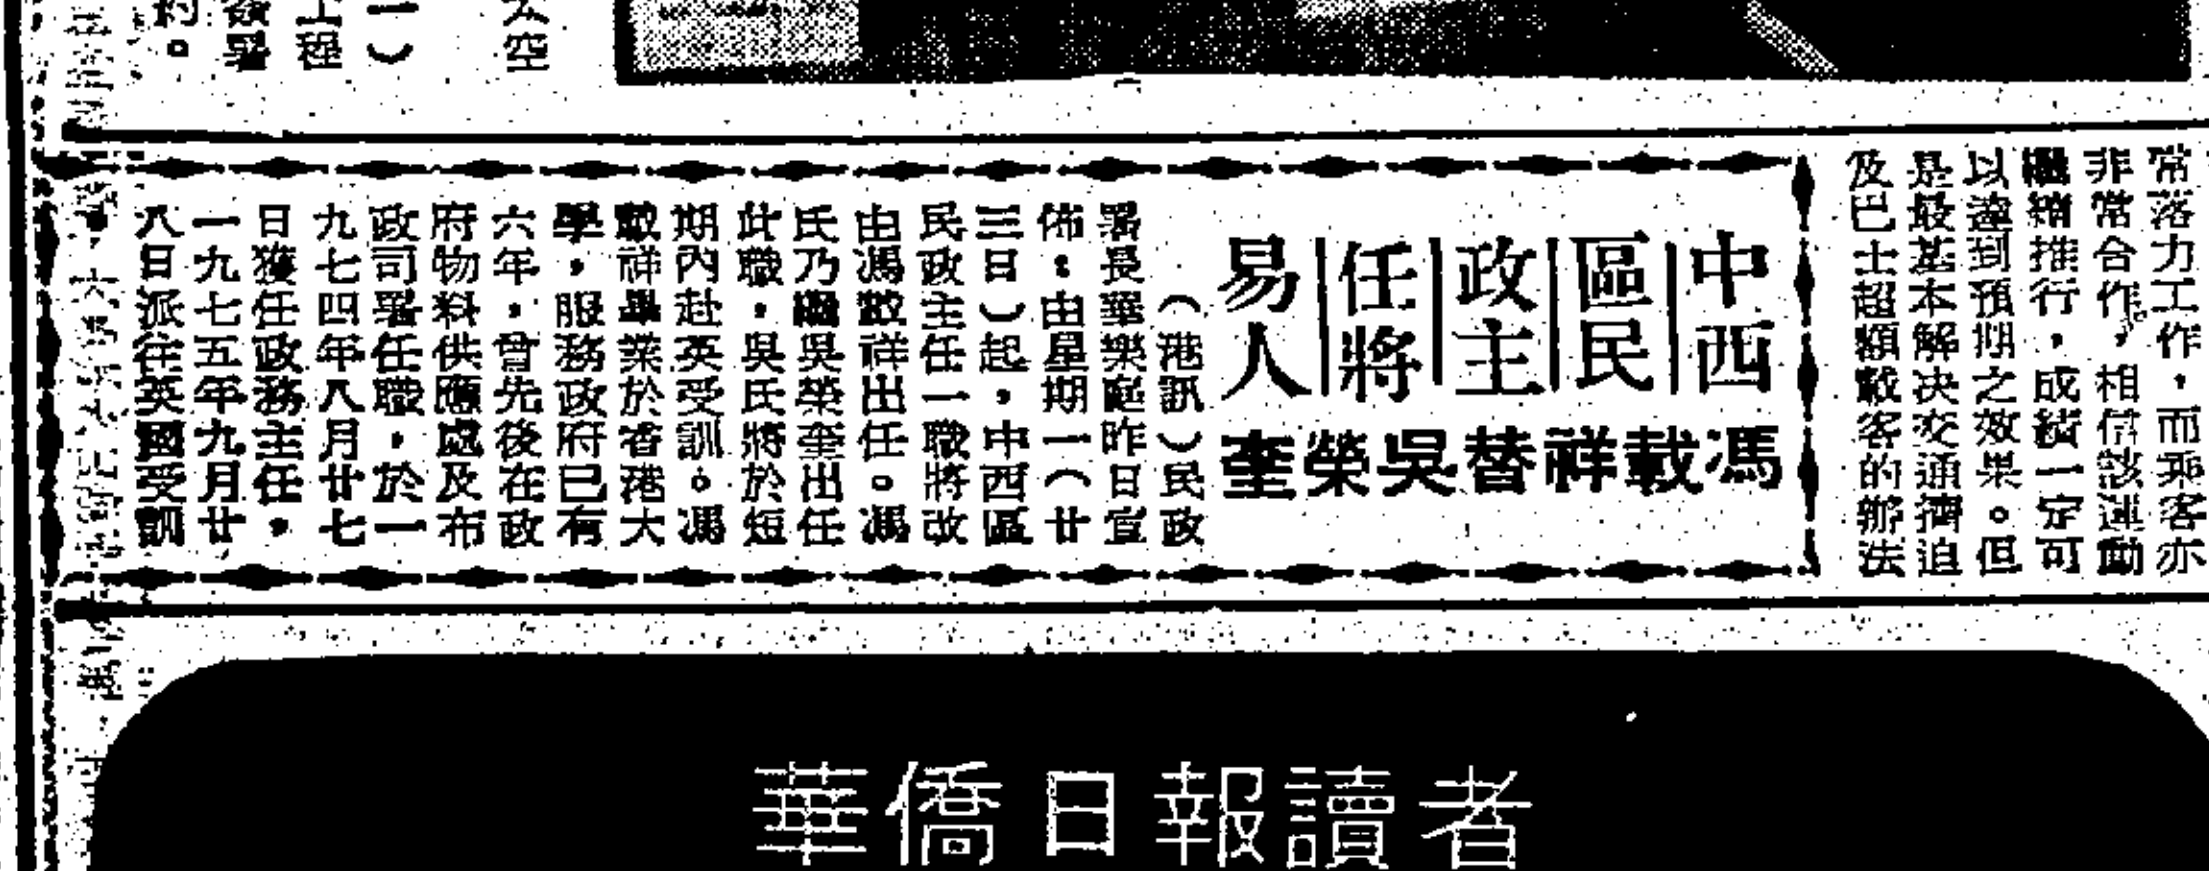 太空
一)
上程
署
約。
常落力工作,而乘客亦
非常合作,相信該運動
繼續推行,成績一定可
以達到預期之效果。但
是最基本解決交通擠迫
及巴士超額載客的辦法
中西
區民
政主
任將
易人
馮載祥替吳榮奎
(港訊)民政
署長華樂庭昨日宣
佈:由星期一(廿
三日)起,中西區
民政主任一職將改
由馮載祥出任。馮
氏乃繼吳榮奎出任
此職,吳氏將於短
期內赴英受訓。馮
載祥畢業於香港大
學,服務政府已有
六年,曾先後在政
府物料供應處及布
政司署任職,於一
九七四年八月廿七
日獲任政務主任,
一九七五年九月廿
八日派往英國受訓
華僑日報讀者